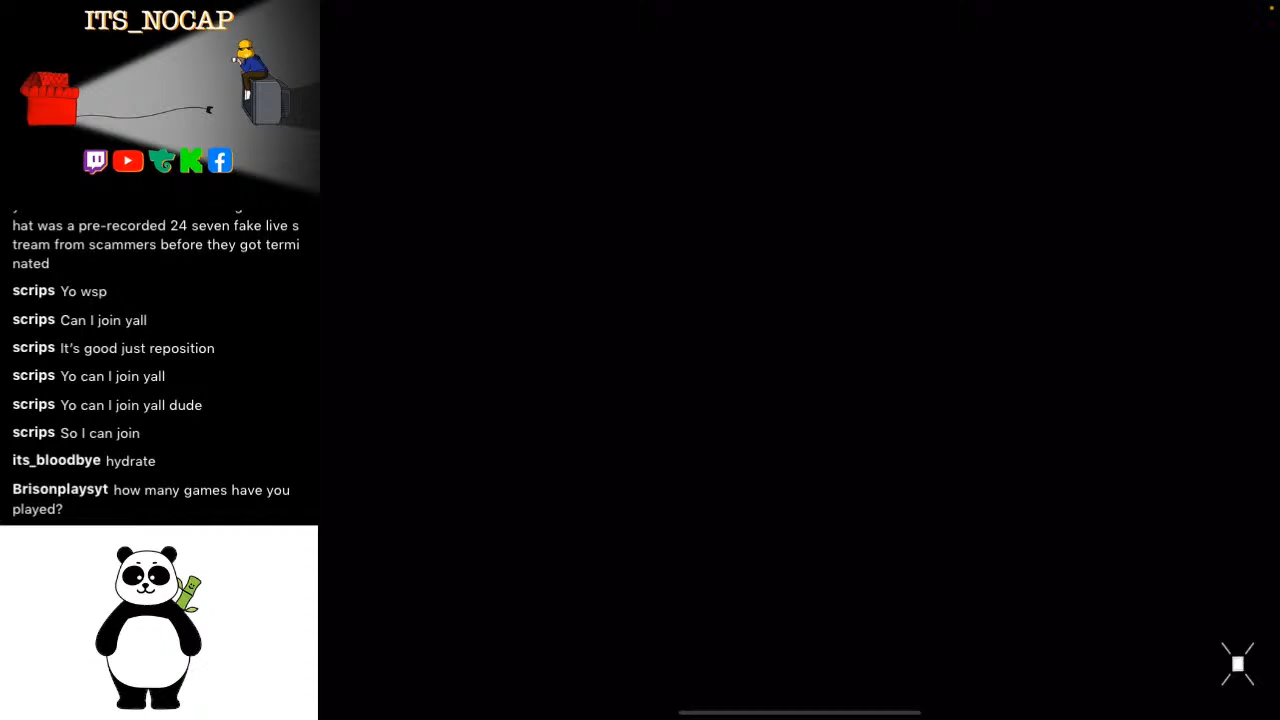 ITS_NOCAP
hat was a pre-recorded 24 seven fake live s
tream from scammers before they got termi
nated
scrips Yo wsp
scrips Can I join yall
scrips It’s good just reposition
scrips Yo can I join yall
scrips Yo can I join yall dude
scrips So I can join
its_bloodbye hydrate
Brisonplaysyt how many games have you
played?